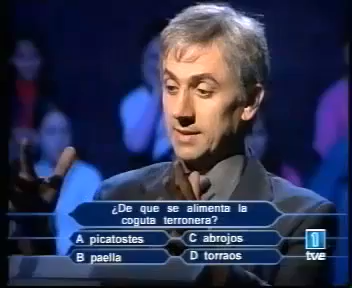 ¿De que se alimenta la
coguta terronera?
A picatostes
C abrojos
B paella
D torraos
1
tve